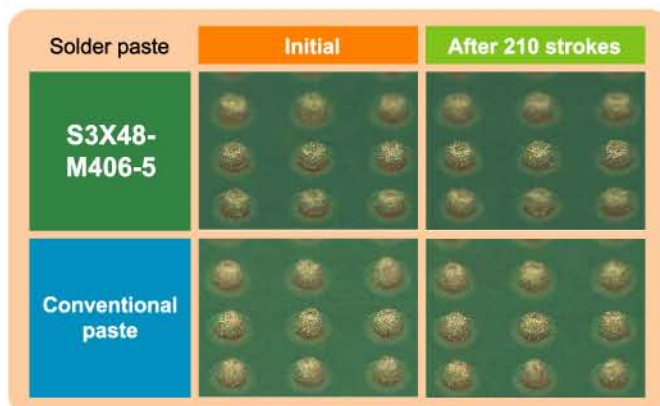 Solder paste
Initial
After 210 strokes
S3X48-
M406-5
Conventional
paste